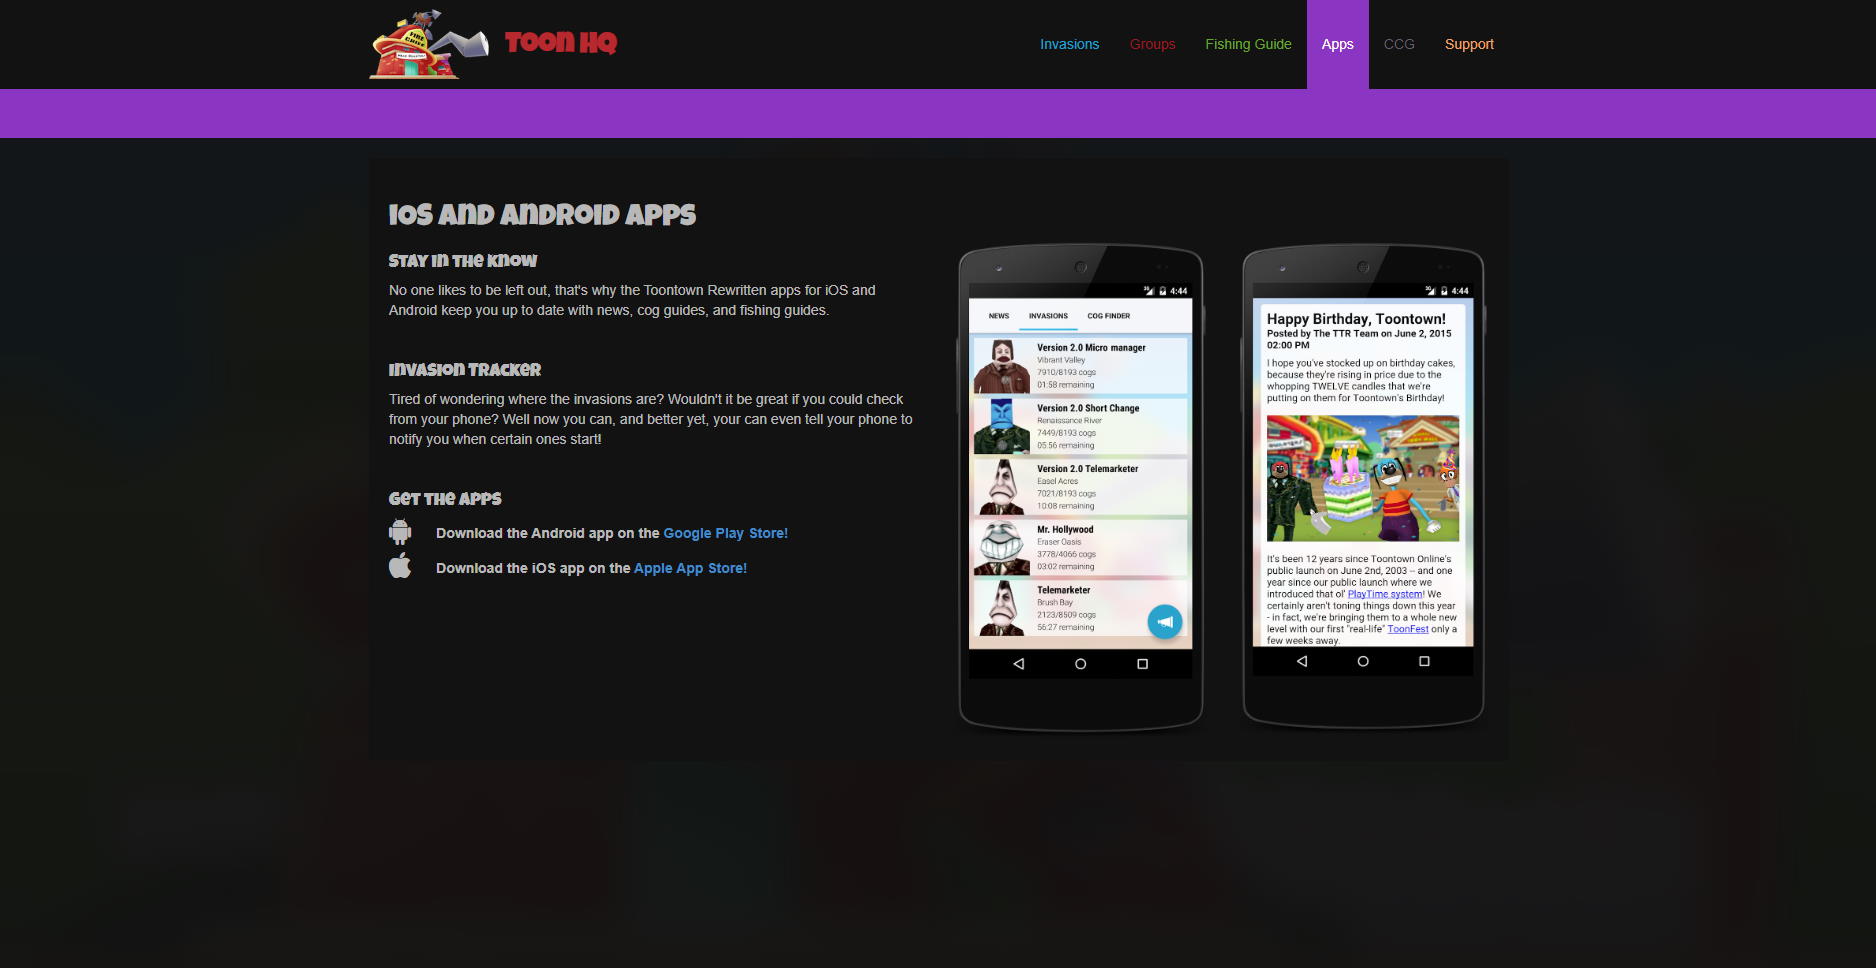 TOON HQ
Invasions
Groups
Fishing Guide
Apps
CCG
Support
iOS and Android Apps
Stay in the know
No one likes to be left out, that's why the Toontown Rewritten apps for iOS and
Android keep you up to date with news, cog guides, and fishing guides.
Invasion Tracker
Tired of wondering where the invasions are? Wouldn't it be great if you could check
from your phone? Well now you can, and better yet, your can even tell your phone to
notify you when certain ones start!
Get the apps
Download the Android app on the Google Play Store!
Download the iOS app on the Apple App Store!
4:44
NEWS
INVASIONS
COG FINDER
Version 2.0 Micro manager
Vibrant Valley
7910/8193 cogs
01:58 remaining
Version 2.0 Short Change
Renaissance River
7449/8193 cogs
05:56 remaining
Version 2.0 Telemarketer
Easel Acres
7021/8193 cogs
10:08 remaining
Mr. Hollywood
Eraser Oasis
3778/4066 cogs
03:02 remaining
Telemarketer
Brush Bay
2123/8509 cogs
56:27 remaining
4:44
Happy Birthday, Toontown!
Posted by The TTR Team on June 2, 2015
02:00 PM
I hope you've stocked up on birthday cakes,
because they're rising in price due to the
whopping TWELVE candles that we're
putting on them for Toontown's Birthday!
It's been 12 years since Toontown Online's
public launch on June 2nd, 2003 -- and one
year since our public launch where we
introduced that ol' PlayTime system! We
certainly aren't toning things down this year
- in fact, we're bringing them to a whole new
level with our first "real-life" ToonFest only a
few weeks away.